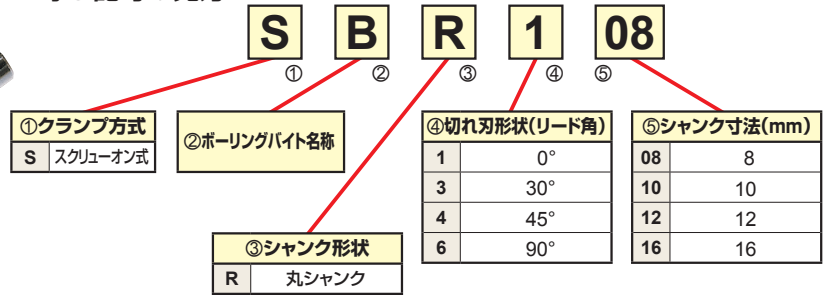 S B R 1 08
① ② ③ ④ ⑤
①クランプ方式
S スクリューオン式
②ボーリングバイト名称
③シャンク形状
R 丸シャンク
④切れ刃形状(リード角)
1 0°
3 30°
4 45°
6 90°
⑤シャンク寸法(mm)
08 8
10 10
12 12
16 16